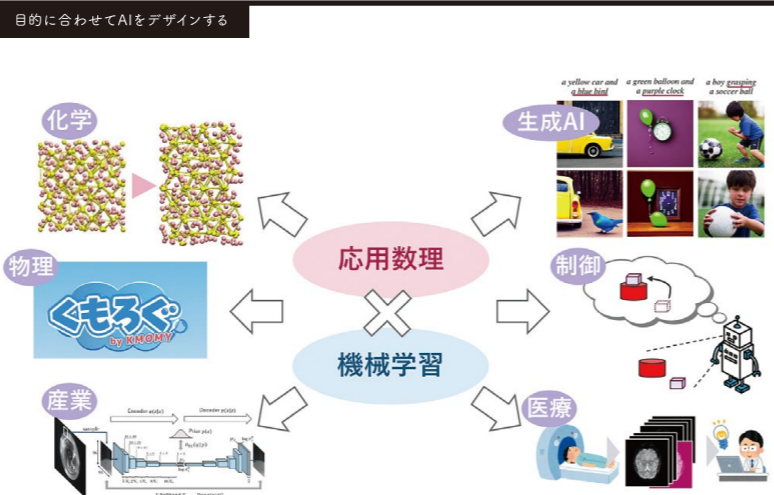 目的に合わせてAIをデザインする
化学
生成AI
a yellow car and
a blue bird
a green balloon and
a purple clock
a boy grasping
a soccer ball
応用数理
物理
くもろぐ
by KMOMY
制御
機械学習
産業
Encoder
Decoder
Prior
sample
医療